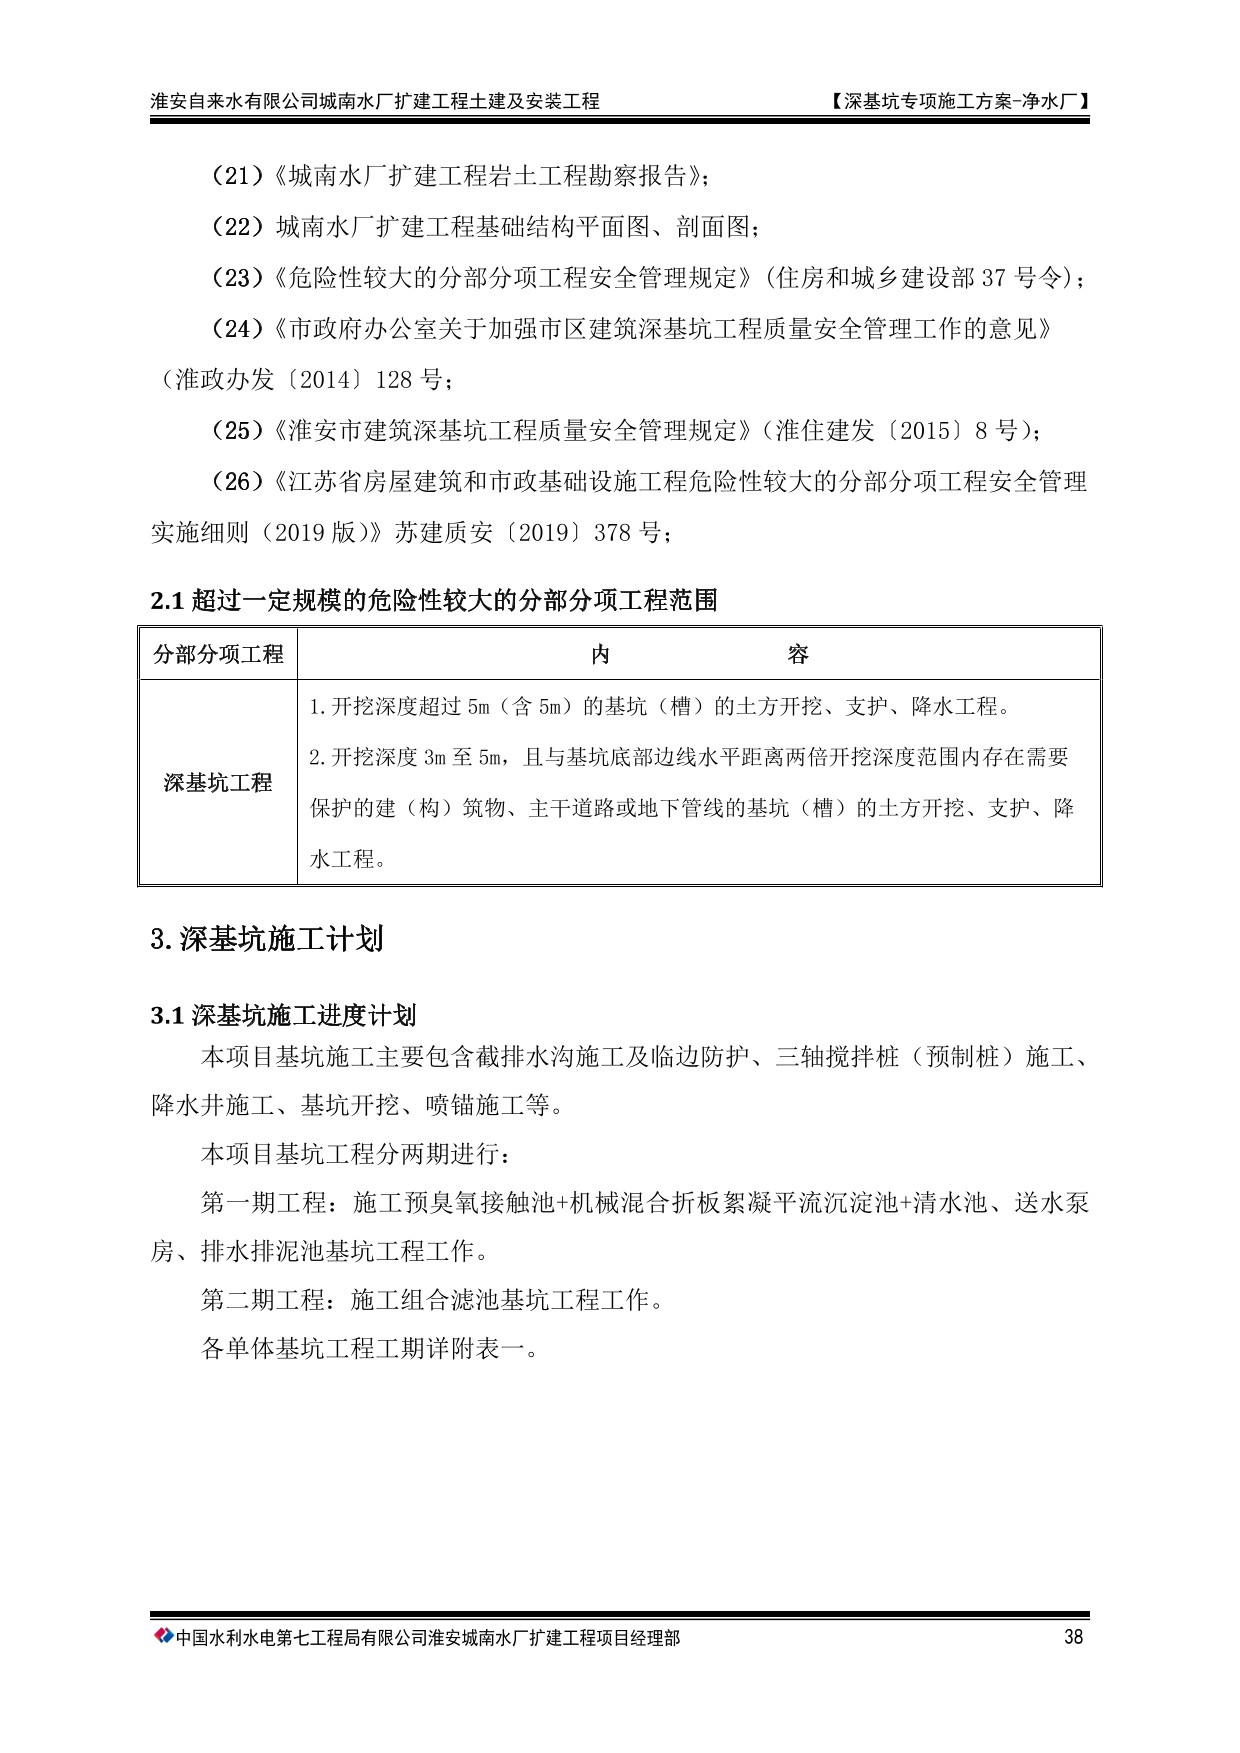 淮安自来水有限公司城南水厂扩建工程土建及安装工程 【深基坑专项施工方案-净水厂】
（21）《城南水厂扩建工程岩土工程勘察报告》；
（22）城南水厂扩建工程基础结构平面图、剖面图；
（23）《危险性较大的分部分项工程安全管理规定》（住房和城乡建设部 37 号令）；
（24）《市政府办公室关于加强市区建筑深基坑工程质量安全管理工作的意见》
（淮政办发〔2014〕128 号；
（25）《淮安市建筑深基坑工程质量安全管理规定》（淮住建发〔2015〕8 号）；
（26）《江苏省房屋建筑和市政基础设施工程危险性较大的分部分项工程安全管理
实施细则（2019 版）》苏建质安〔2019〕378 号；
2.1 超过一定规模的危险性较大的分部分项工程范围
分部分项工程 内 容
深基坑工程
1.开挖深度超过 5m（含 5m）的基坑（槽）的土方开挖、支护、降水工程。
2.开挖深度 3m 至 5m，且与基坑底部边线水平距离两倍开挖深度范围内存在需要
保护的建（构）筑物、主干道路或地下管线的基坑（槽）的土方开挖、支护、降
水工程。
3.深基坑施工计划
3.1 深基坑施工进度计划
本项目基坑施工主要包含截排水沟施工及临边防护、三轴搅拌桩（预制桩）施工、
降水井施工、基坑开挖、喷锚施工等。
本项目基坑工程分两期进行：
第一期工程：施工预臭氧接触池+机械混合折板絮凝平流沉淀池+清水池、送水泵
房、排水排泥池基坑工程工作。
第二期工程：施工组合滤池基坑工程工作。
各单体基坑工程工期详附表一。
中国水利水电第七工程局有限公司淮安城南水厂扩建工程项目经理部 38